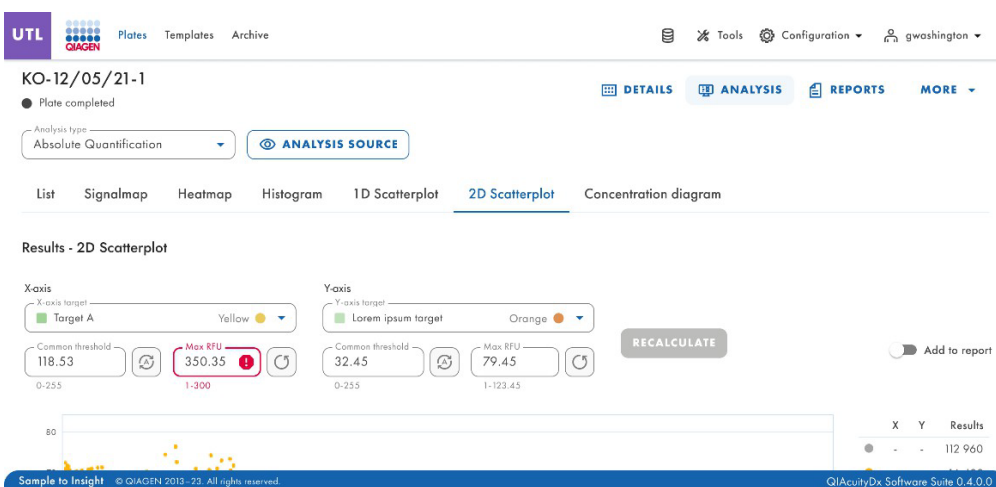 UTL QIAGEN Plates Templates Archive Tools Configuration gwashington
KO-12/05/21-1
DETAILS ANALYSIS REPORTS MORE
Plate completed
Analysis type
Absolute Quantification ANALYSIS SOURCE
List Signalmap Heatmap Histogram 1D Scatterplot 2D Scatterplot Concentration diagram
Results - 2D Scatterplot
X-axis Y-axis
X-axis target Y-axis target
Target A Yellow Lorem ipsum target Orange
Common threshold Max RFU Common threshold Max RFU
118.53 350.35 32.45 79.45 RECALCULATE Add to report
0-255 1-300 0-255 1-123.45
X Y Results
80
- - 112 960
Sample to Insight © QIAGEN 2013–23. All rights reserved. QIAcuityDx Software Suite 0.4.0.0